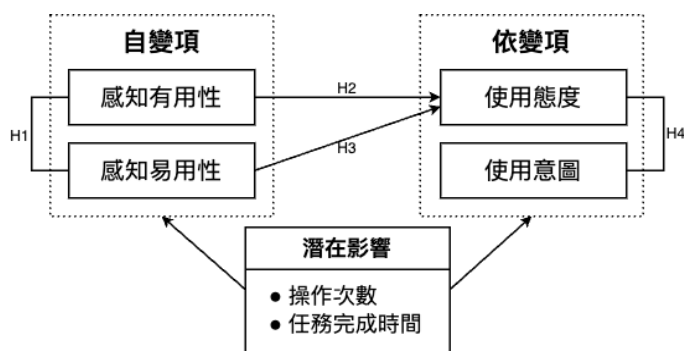 自變項
依變項
感知有用性
H2
使用態度
H1
H3
H4
感知易用性
使用意圖
潛在影響
● 操作次數
● 任務完成時間